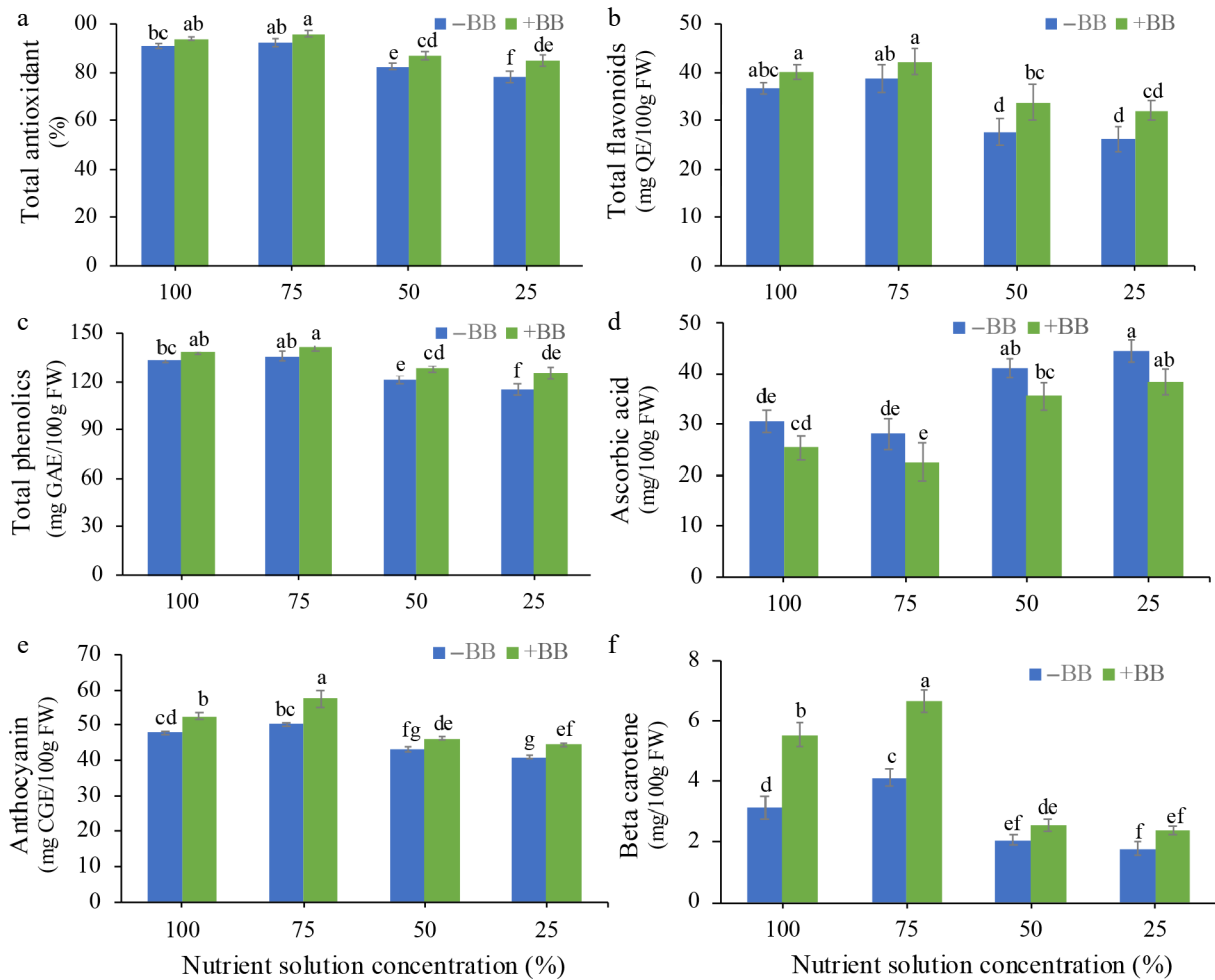 a
Total antioxidant
(%)
00
80
60
40
20
0
–BB +BB
bc ab ab a e cd f de
100 75 50 25
b
Total flavonoids
(mg QE/100g FW)
50
40
30
20
10
0
–BB +BB
abc a ab a d bc d cd
100 75 50 25
c
Total phenolics
(mg GAE/100g FW)
150
120
90
60
30
0
–BB +BB
bc ab ab a e cd f de
100 75 50 25
d
Ascorbic acid
(mg/100g FW)
50
40
30
20
10
0
–BB +BB
de cd de e ab bc a ab
100 75 50 25
e
Anthocyanin
(mg CGE/100g FW)
70
60
50
40
30
20
10
0
–BB +BB
cd b bc a fg de g ef
100 75 50 25
Nutrient solution concentration (%)
f
Beta carotene
(mg/100g FW)
8
6
4
2
0
–BB +BB
d b c a ef de f ef
100 75 50 25
Nutrient solution concentration (%)